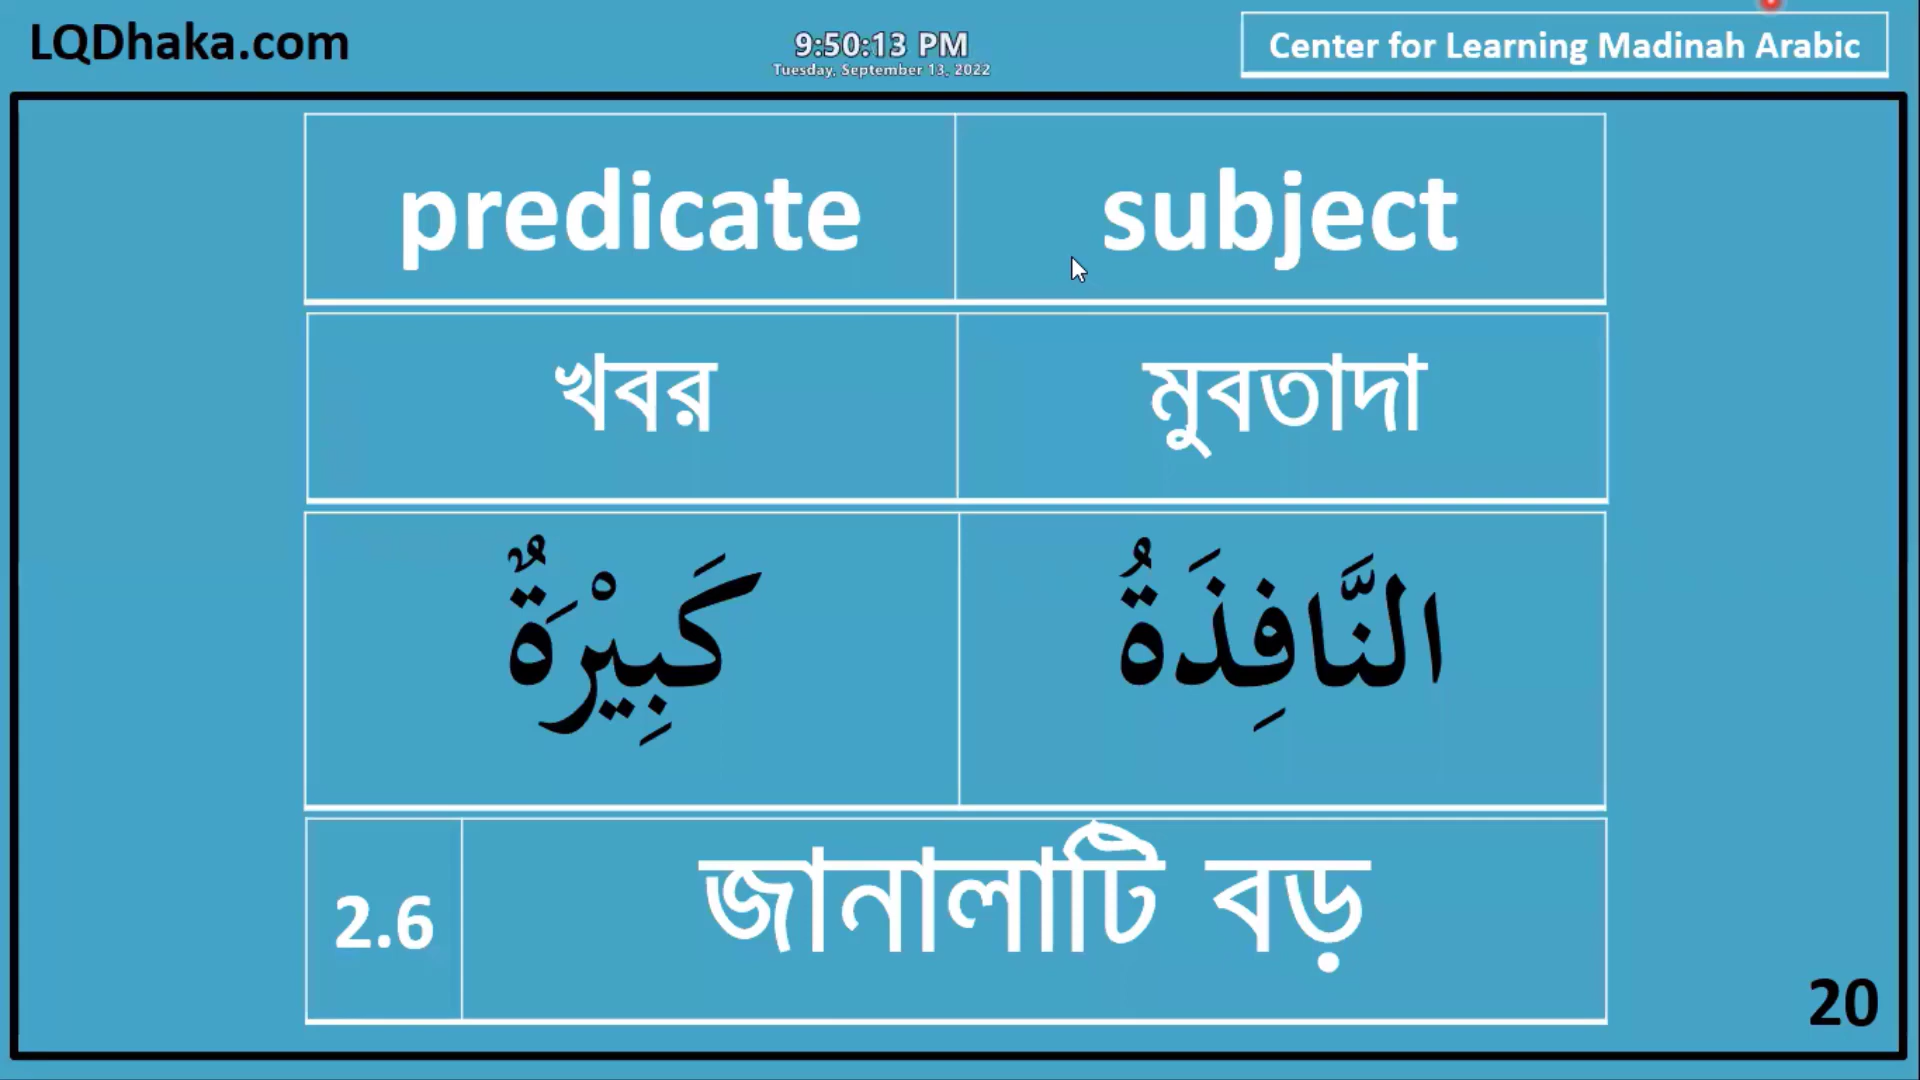 LQDhaka.com
9:50:13 PM
Tuesday, September 13, 2022
Center for Learning Madinah Arabic
predicate subject
খবর মুবতাদা
النَّافِذَةُ كَبِيْرَةٌ
2.6 জানালাটি বড়
20